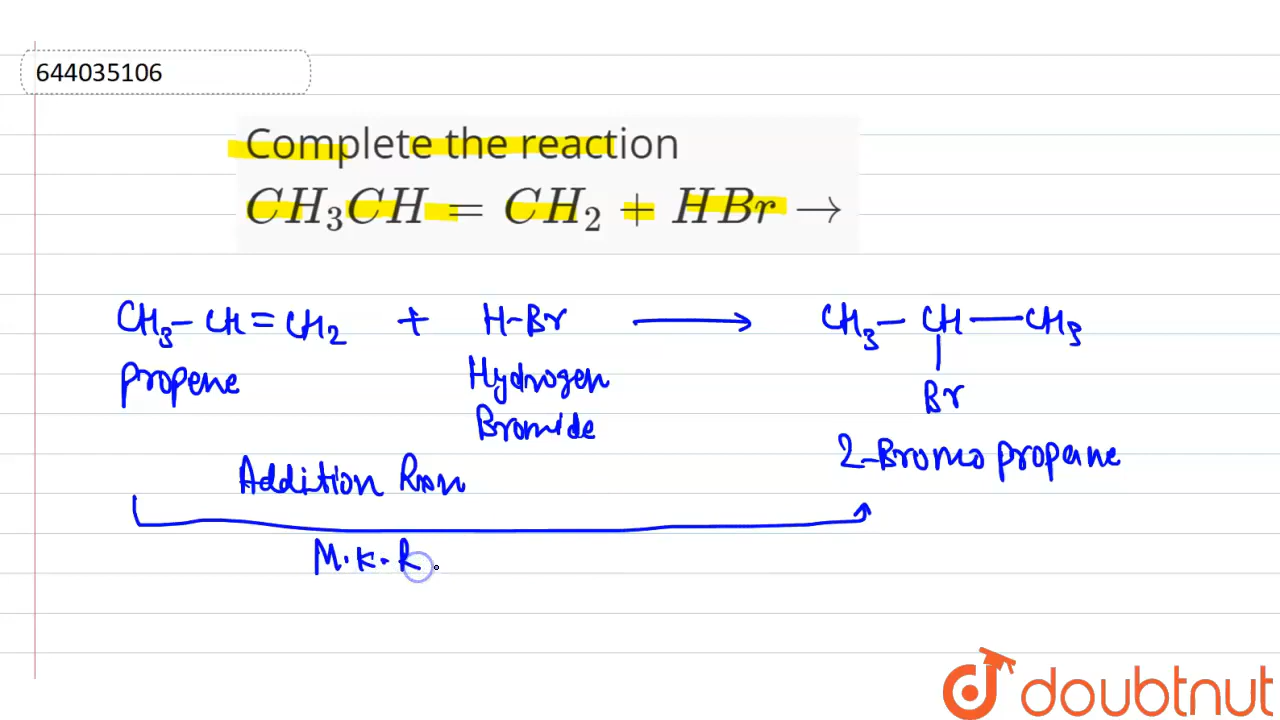 644035106
Complete the reaction
CH₃CH = CH₂ + HBr →
CH₃ – CH = CH₂ + H–Br → CH₃ – CH – CH₃
Br
propene Hydrogen
Bromide
2-Bromo propane
Addition Rxn
M.K.R
doubtnut